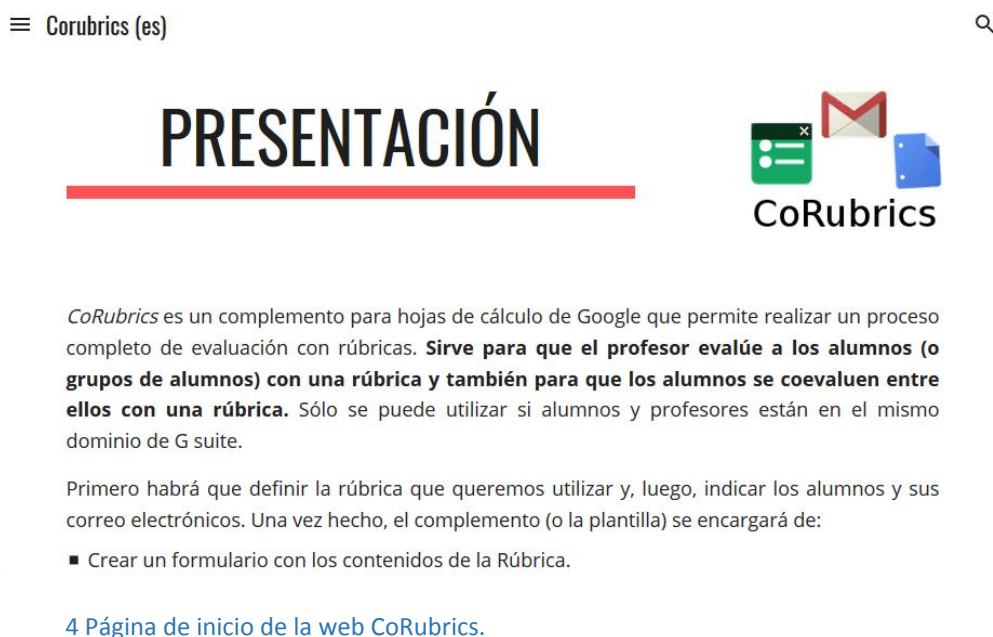 Corubrics (es)
PRESENTACIÓN
CoRubrics
CoRubrics es un complemento para hojas de cálculo de Google que permite realizar un proceso
completo de evaluación con rúbricas. Sirve para que el profesor evalúe a los alumnos (o
grupos de alumnos) con una rúbrica y también para que los alumnos se coevaluen entre
ellos con una rúbrica. Sólo se puede utilizar si alumnos y profesores están en el mismo
dominio de G suite.
Primero habrá que definir la rúbrica que queremos utilizar y, luego, indicar los alumnos y sus
correo electrónicos. Una vez hecho, el complemento (o la plantilla) se encargará de:
▪ Crear un formulario con los contenidos de la Rúbrica.
4 Página de inicio de la web CoRubrics.